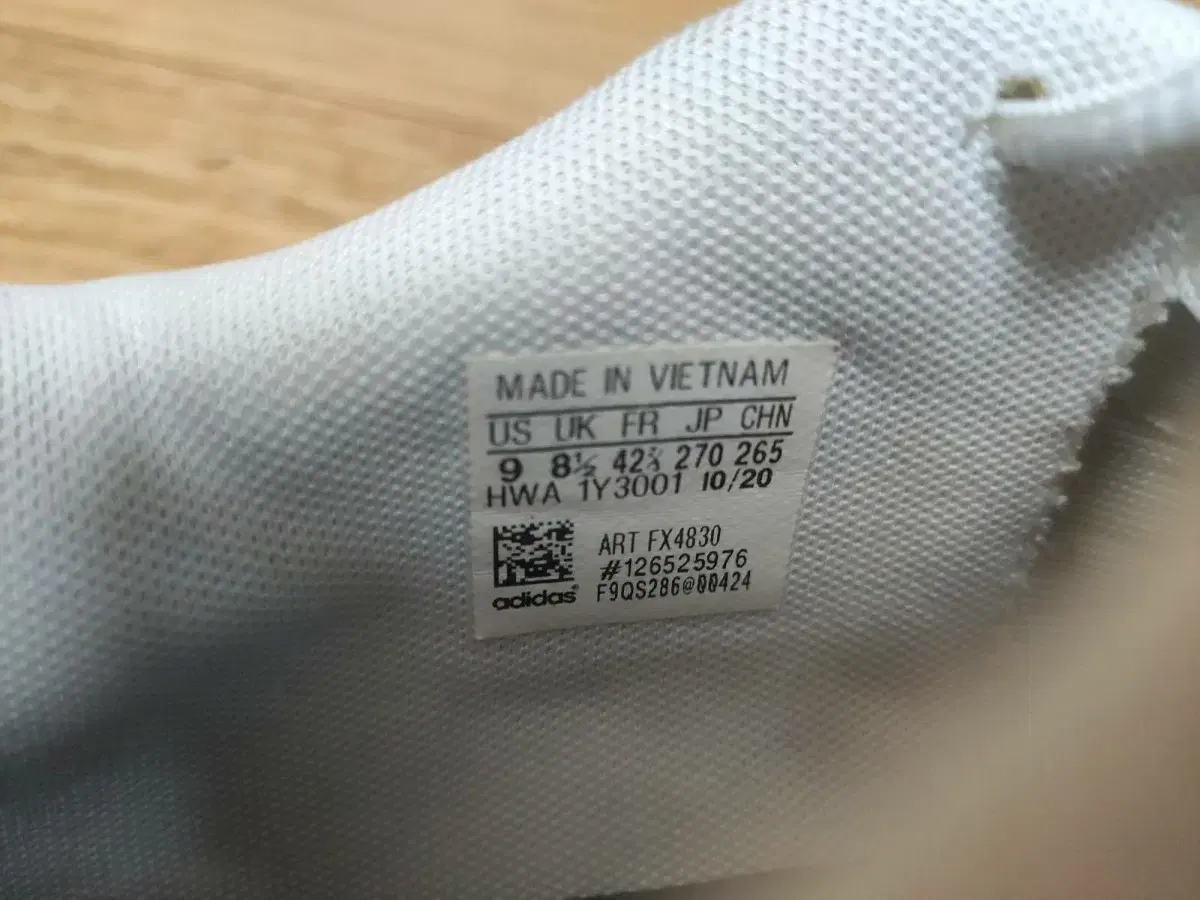 MADE IN VIETNAM
US UK FR JP CHN
9 8½ 42⅔ 270 265
HWA 1Y3001 10/20
ART FX4830
#126525976
adidas F9QS286@00424